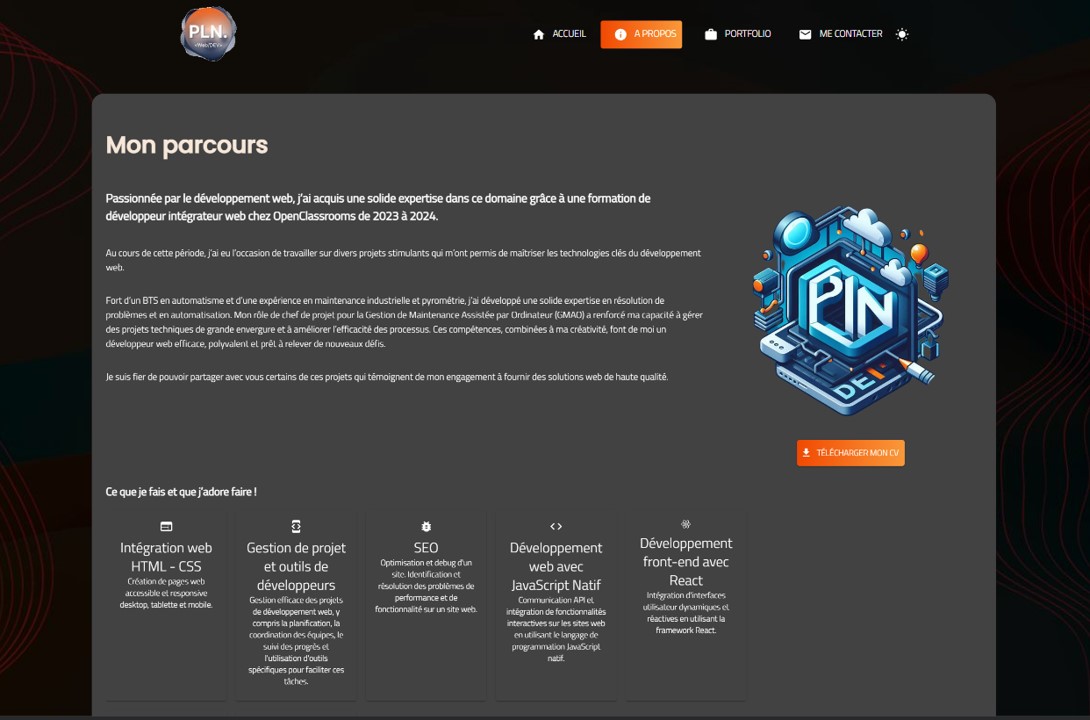 PLN.
<Web/DEV>
ACCUEIL
A PROPOS
PORTFOLIO
ME CONTACTER
Mon parcours
Passionnée par le développement web, j'ai acquis une solide expertise dans ce domaine grâce à une formation de
développeur intégrateur web chez OpenClassrooms de 2023 à 2024.
Au cours de cette période, j'ai eu l'occasion de travailler sur divers projets stimulants qui m'ont permis de maîtriser les technologies clés du développement
web.
Fort d'un BTS en automatisme et d'une expérience en maintenance industrielle et pyrométrie, j'ai développé une solide expertise en résolution de
problèmes et en automatisation. Mon rôle de chef de projet pour la Gestion de Maintenance Assistée par Ordinateur (GMAO) a renforcé ma capacité à gérer
des projets techniques de grande envergure et à améliorer l'efficacité des processus. Ces compétences, combinées à ma créativité, font de moi un
développeur web efficace, polyvalent et prêt à relever de nouveaux défis.
Je suis fier de pouvoir partager avec vous certains de ces projets qui témoignent de mon engagement à fournir des solutions web de haute qualité.
PLN
DE
TÉLÉCHARGER MON CV
Ce que je fais et que j'adore faire !
Intégration web
HTML - CSS
Création de pages web
accessible et responsive
desktop, tablette et mobile.
Gestion de projet
et outils de
développeurs
Gestion efficace des projets
de développement web, y
compris la planification, la
coordination des équipes, le
suivi des progrès et
l'utilisation d'outils
spécifiques pour faciliter ces
tâches.
SEO
Optimisation et debug d'un
site. Identification et
résolution des problèmes de
performance et de
fonctionnalité sur un site web.
Développement
web avec
JavaScript Natif
Communication API et
intégration de fonctionnalités
interactives sur les sites web
en utilisant le langage de
programmation JavaScript
natif.
Développement
front-end avec
React
Intégration d'interfaces
utilisateur dynamiques et
réactives en utilisant la
framework React.